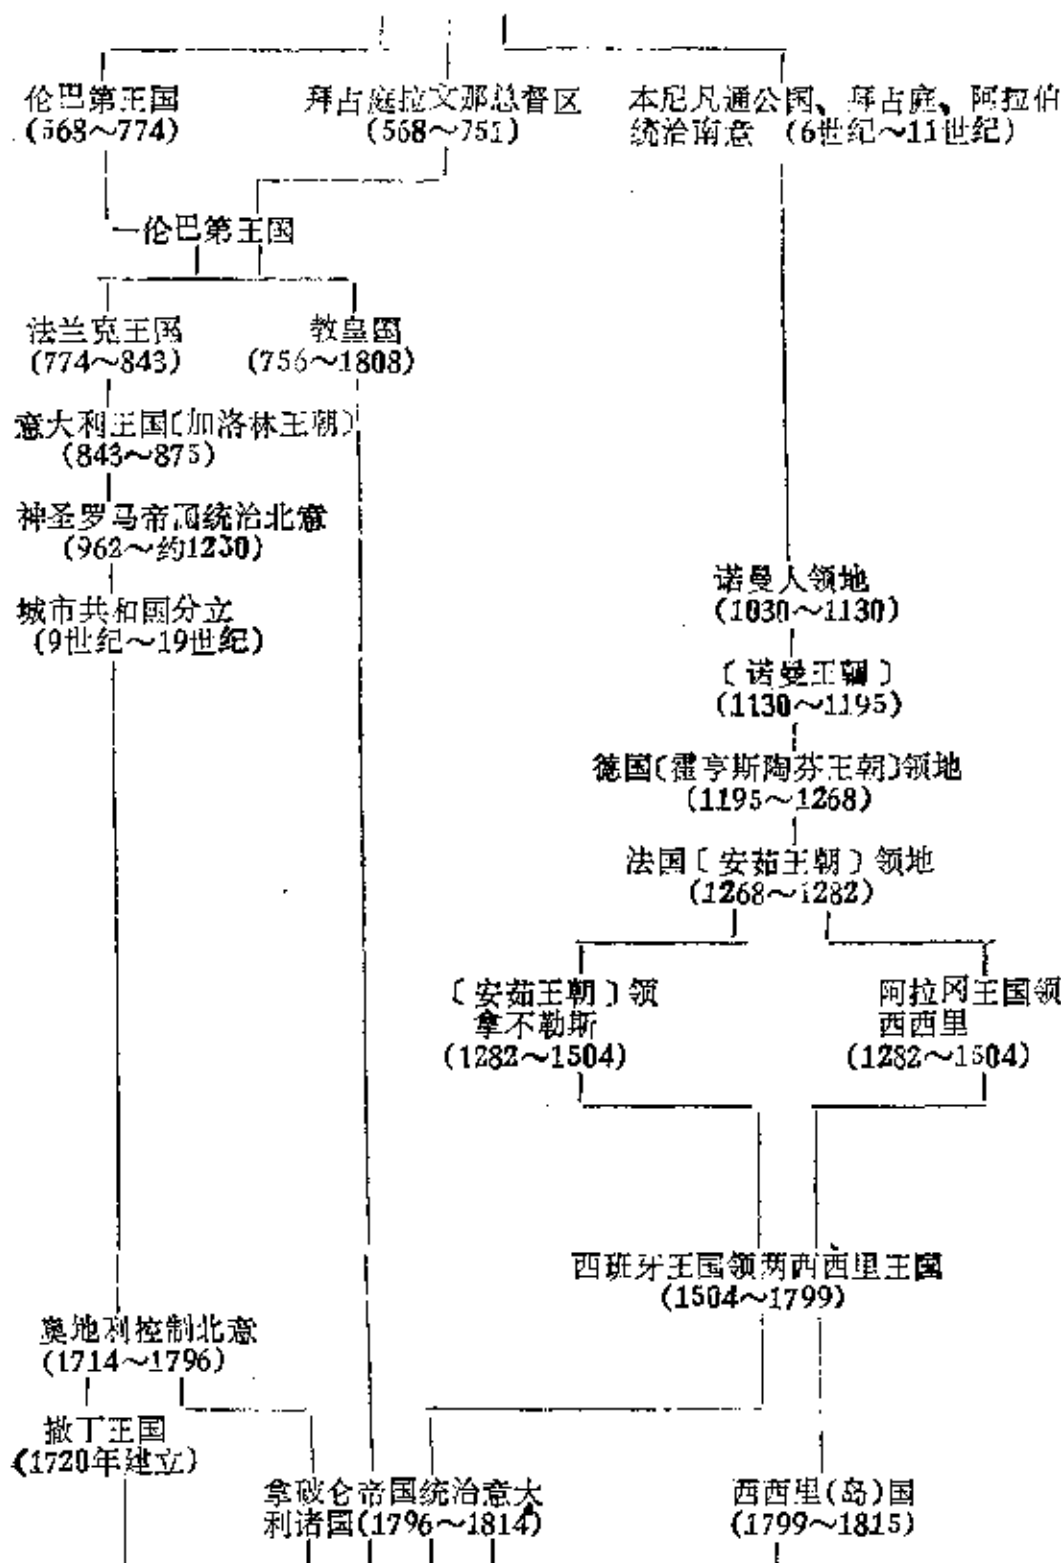 伦巴第王国
(568～774)
拜占庭拉文那总督区
(568～751)
本尼凡通公国、拜占庭、阿拉伯
统治南意 (6世纪～11世纪)
伦巴第王国
法兰克王国
(774～843)
教皇国
(756～1808)
意大利王国〔加洛林王朝〕
(843～875)
神圣罗马帝国统治北意
(962～约1230)
城市共和国分立
(9世纪～19世纪)
诺曼人领地
(1030～1130)
〔诺曼王朝〕
(1130～1195)
德国〔霍亨斯陶芬王朝〕领地
(1195～1268)
法国〔安茹王朝〕领地
(1268～1282)
〔安茹王朝〕领
拿不勒斯
(1282～1504)
阿拉冈王国领
西西里
(1282～1504)
西班牙王国领两西西里王国
(1504～1799)
奥地利控制北意
(1714～1796)
撒丁王国
(1720年建立)
拿破仑帝国统治意大
利诸国(1796～1814)
西西里(岛)国
(1799～1815)